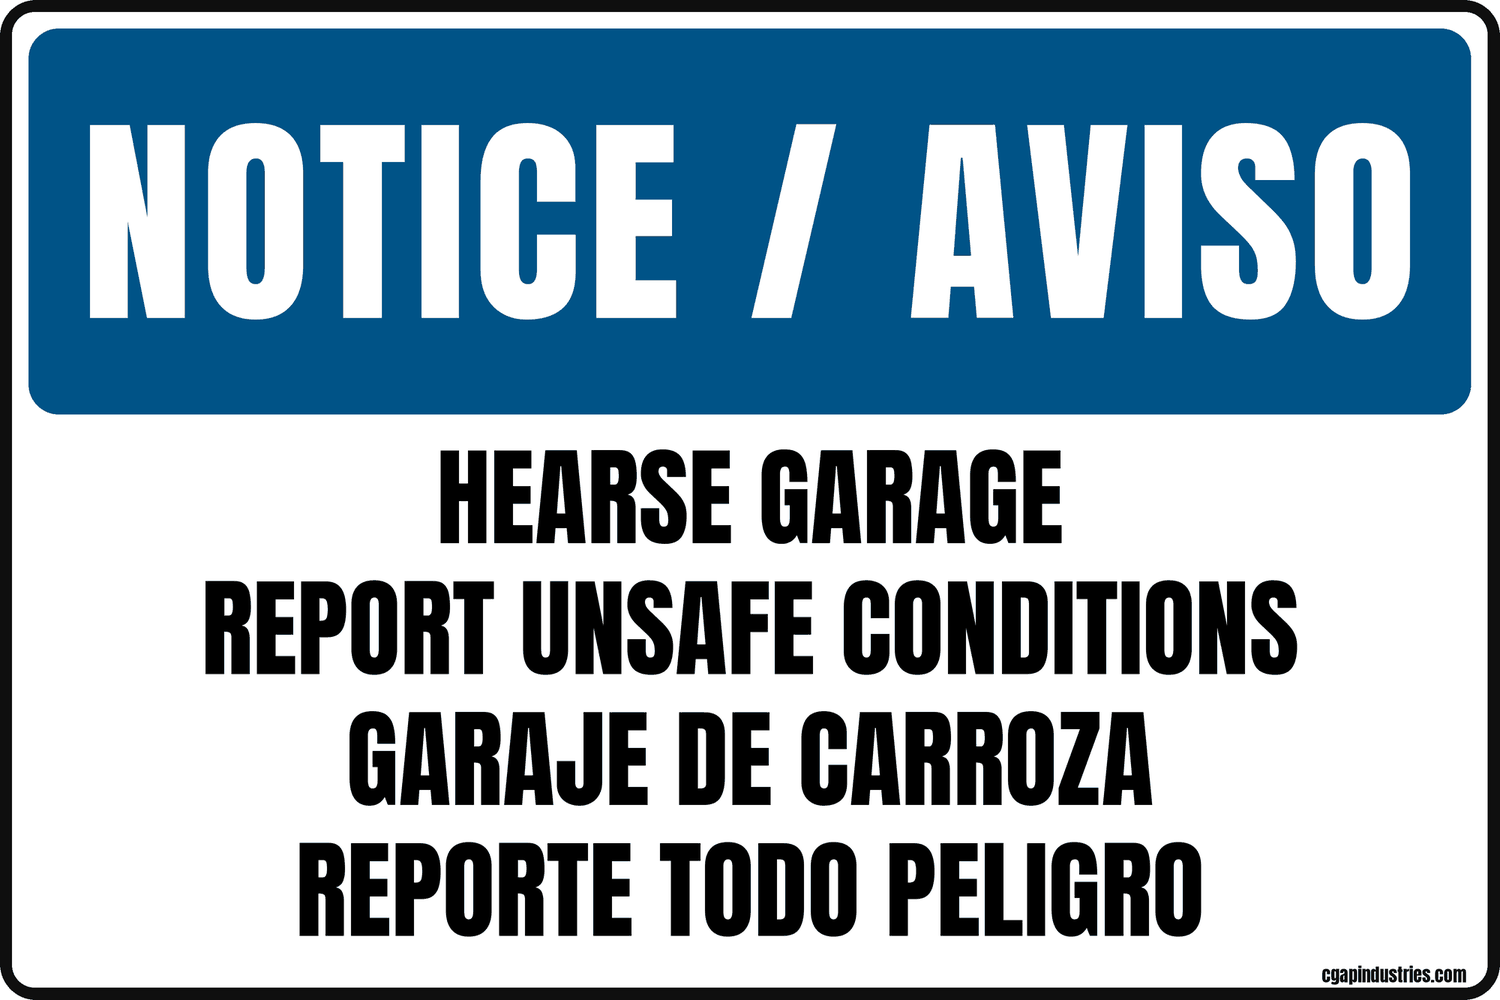 NOTICE / AVISO
HEARSE GARAGE
REPORT UNSAFE CONDITIONS
GARAJE DE CARROZA
REPORTE TODO PELIGRO
cgapindustries.com